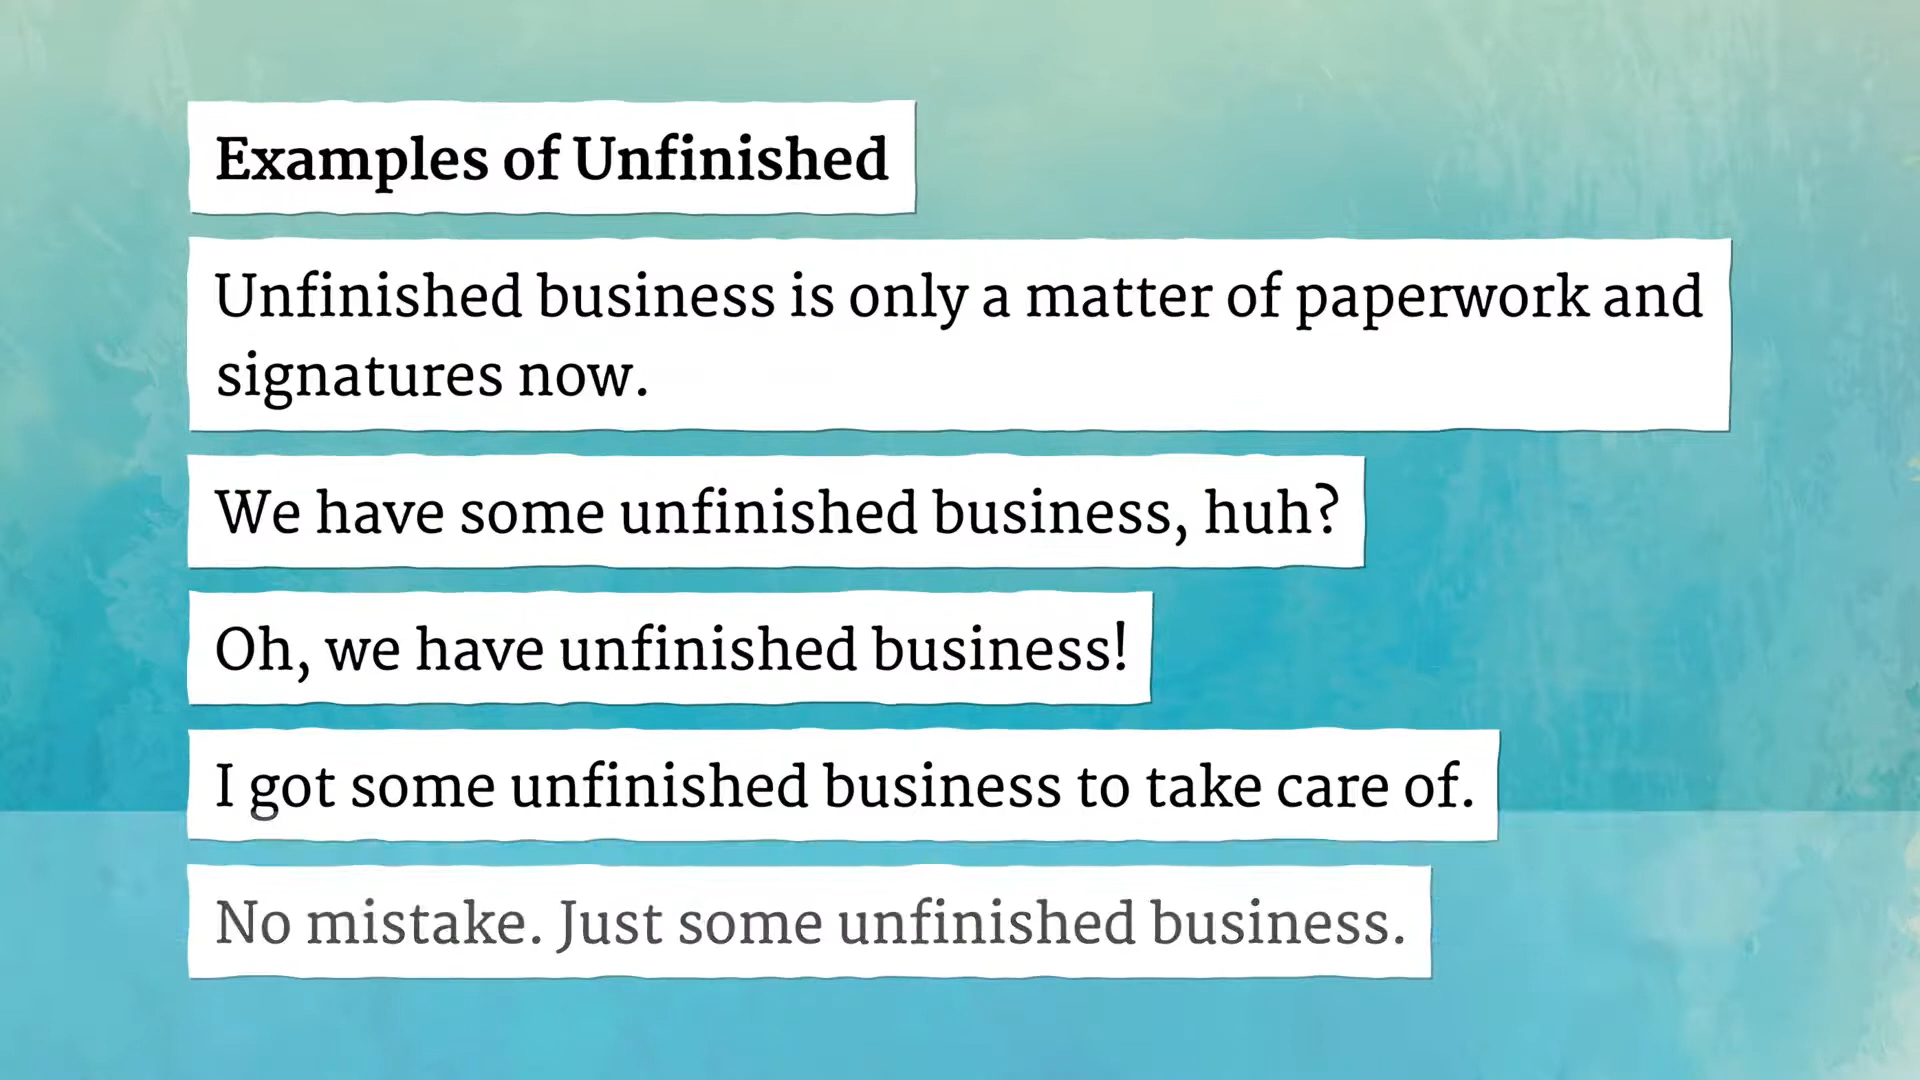 Examples of Unfinished
Unfinished business is only a matter of paperwork and
signatures now.
We have some unfinished business, huh?
Oh, we have unfinished business!
I got some unfinished business to take care of.
No mistake. Just some unfinished business.